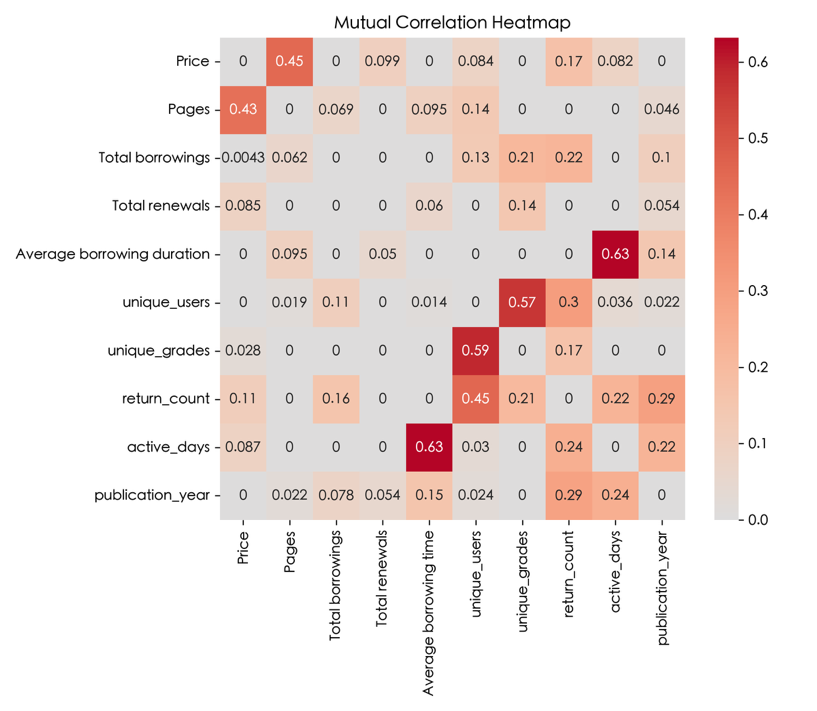 Mutual Correlation Heatmap
Price 0 0.45 0 0.099 0 0.084 0 0.17 0.082 0
Pages 0.43 0 0.069 0 0.095 0.14 0 0 0 0.046
Total borrowings 0.0043 0.062 0 0 0 0.13 0.21 0.22 0 0.1
Total renewals 0.085 0 0 0 0.06 0 0.14 0 0 0.054
Average borrowing duration 0 0.095 0 0.05 0 0 0 0 0.63 0.14
unique_users 0 0.019 0.11 0 0.014 0 0.57 0.3 0.036 0.022
unique_grades 0.028 0 0 0 0 0.59 0 0.17 0 0
return_count 0.11 0 0.16 0 0 0.45 0.21 0 0.22 0.29
active_days 0.087 0 0 0 0.63 0.03 0 0.24 0 0.22
publication_year 0 0.022 0.078 0.054 0.15 0.024 0 0.29 0.24 0
Price
Pages
Total borrowings
Total renewals
Average borrowing time
unique_users
unique_grades
return_count
active_days
publication_year
0.6
0.5
0.4
0.3
0.2
0.1
0.0